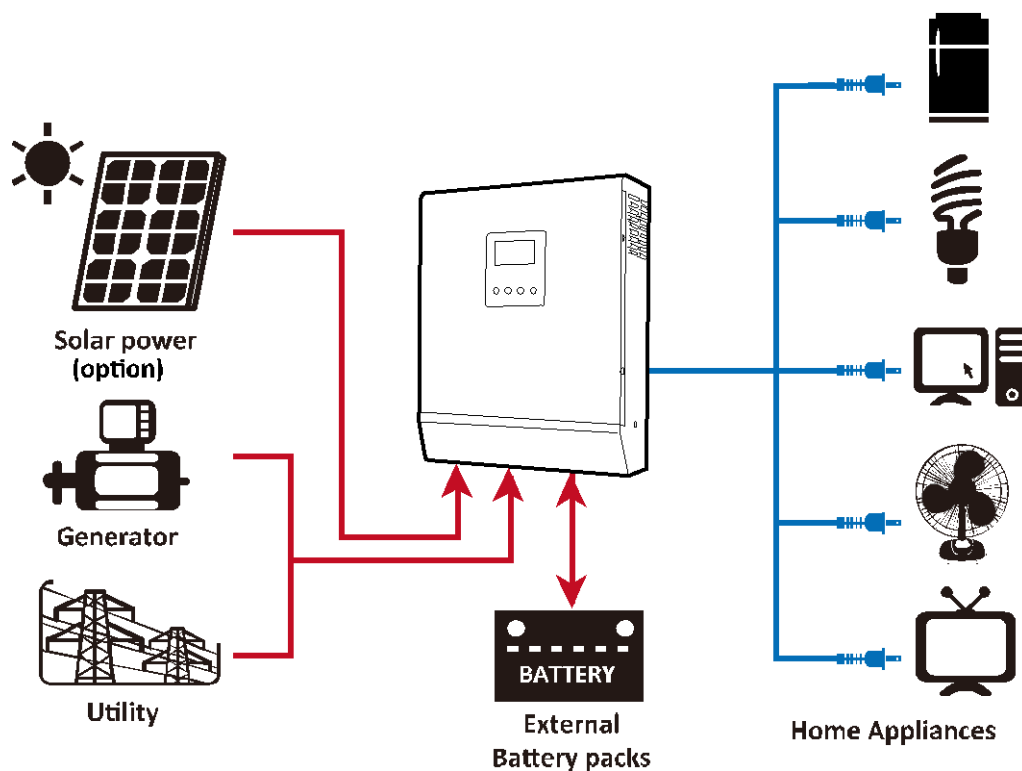 Solar power
(option)
Generator
Utility
BATTERY
External
Battery packs
Home Appliances